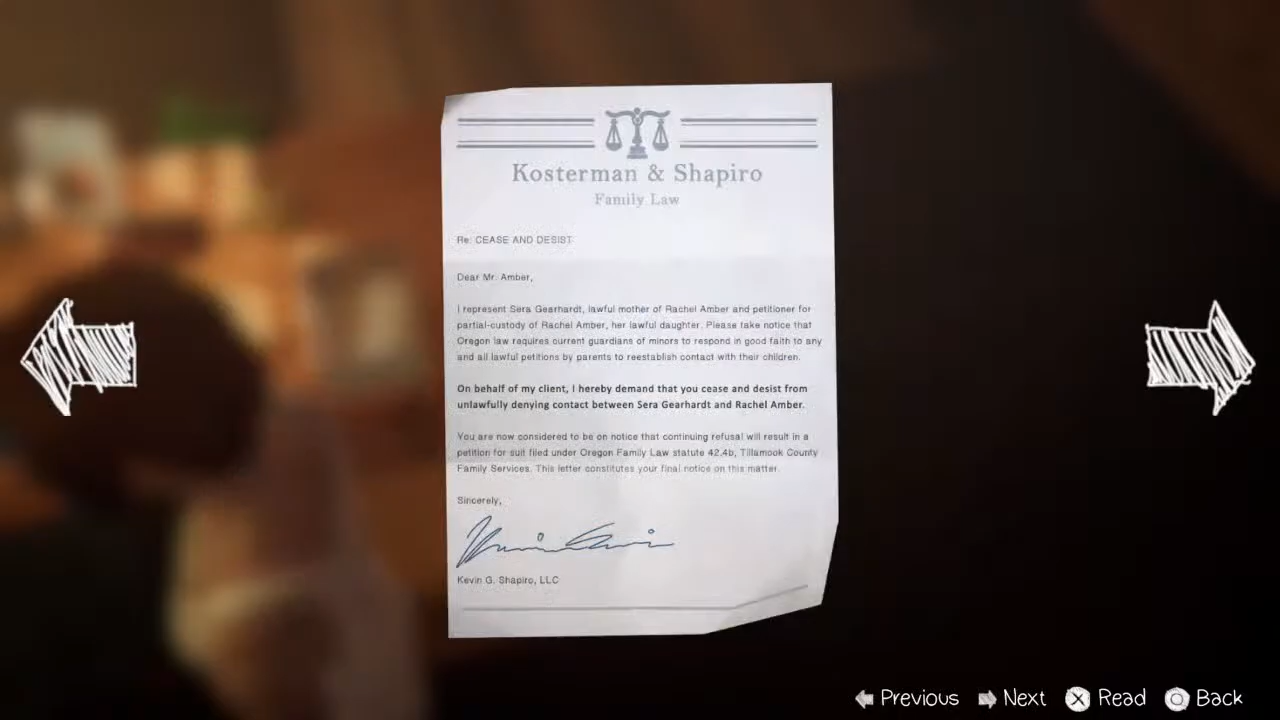 Kosterman & Shapiro
Family Law
Re: CEASE AND DESIST
Dear Mr. Amber,
I represent Sera Gearhardt, lawful mother of Rachel Amber and petitioner for
partial-custody of Rachel Amber, her lawful daughter. Please take notice that
Oregon law requires current guardians of minors to respond in good faith to any
and all lawful petitions by parents to reestablish contact with their children.
On behalf of my client, I hereby demand that you cease and desist from
unlawfully denying contact between Sera Gearhardt and Rachel Amber.
You are now considered to be on notice that continuing refusal will result in a
petition for suit filed under Oregon Family Law statute 42.4b, Tillamook County
Family Services. This letter constitutes your final notice on this matter.
Sincerely,
Kevin G. Shapiro, LLC
Previous Next Read Back